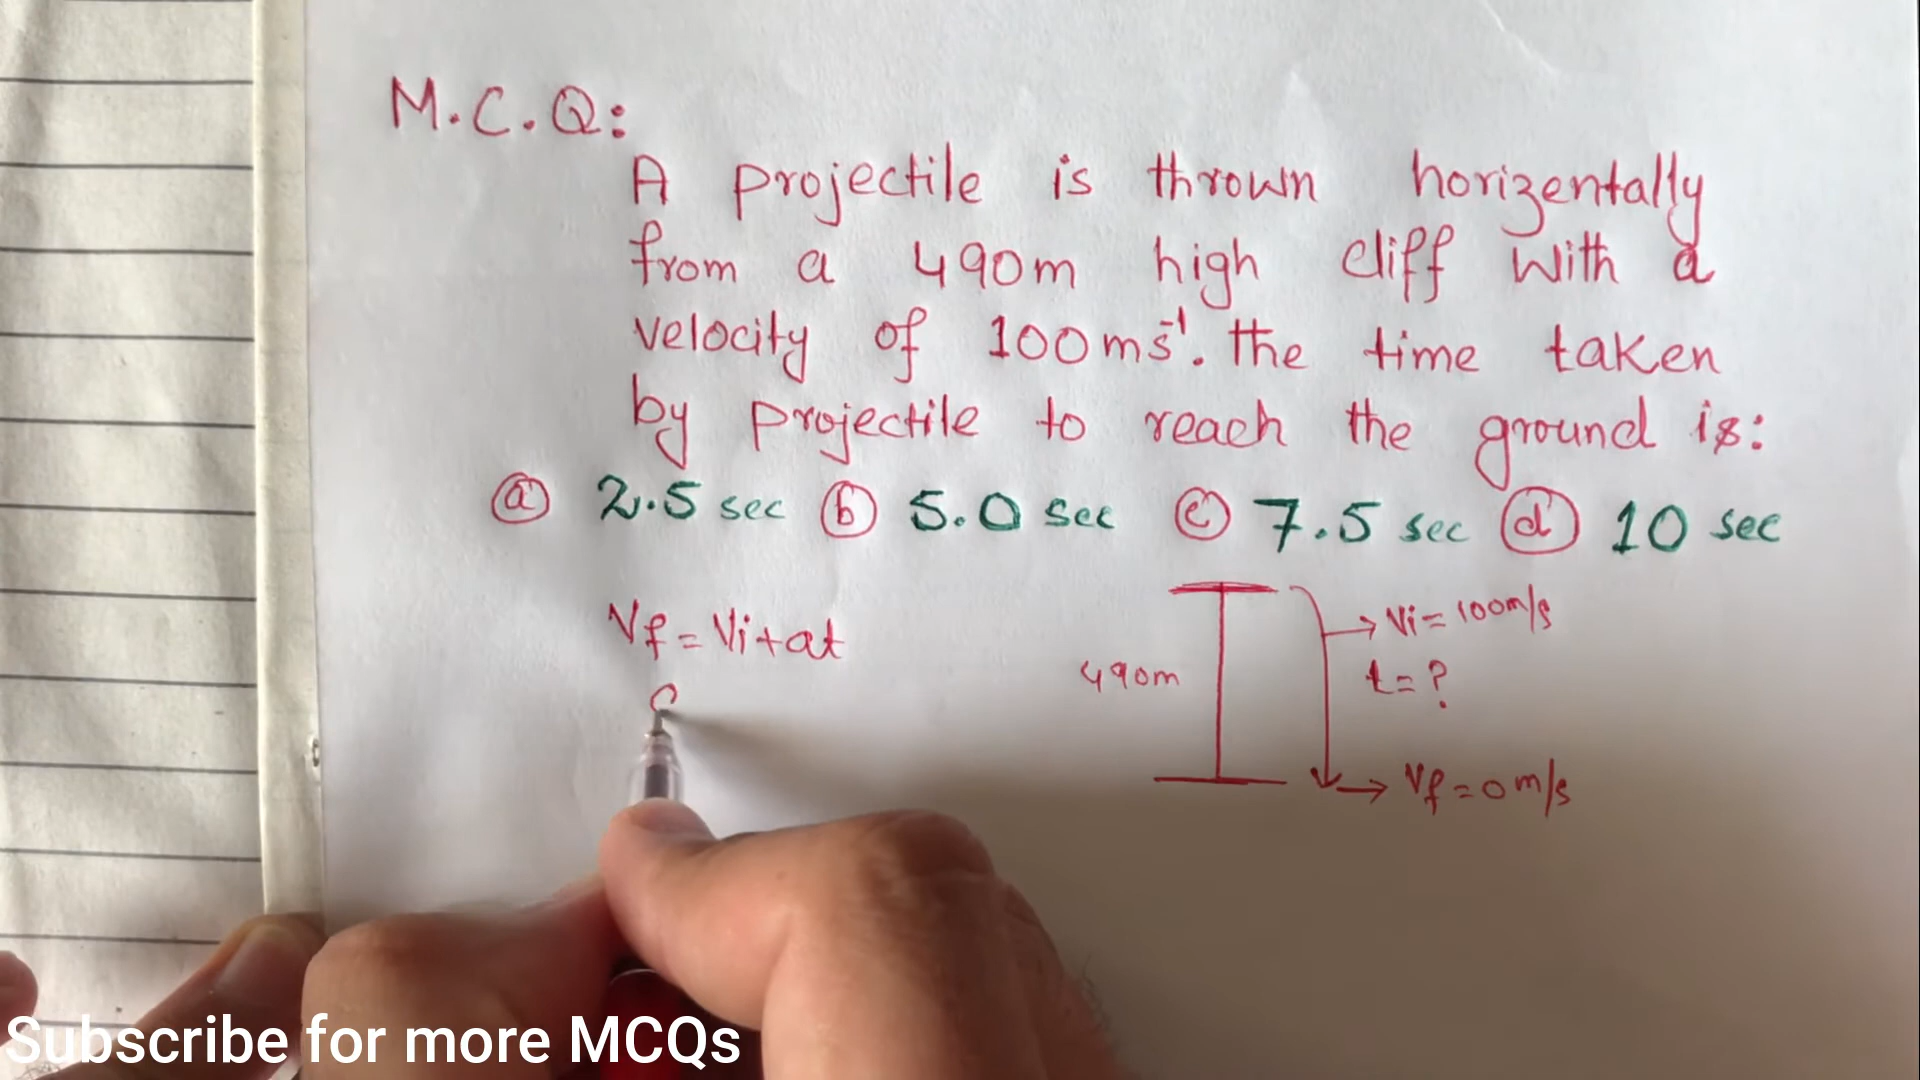 M.C.Q:
A projectile is thrown horizentally
from a 490m high cliff with a
velocity of 100ms⁻¹. The time taken
by projectile to reach the ground is:
ⓐ 2.5 sec ⓑ 5.0 sec ⓒ 7.5 sec ⓓ 10 sec
Vf = Vi + at
490m
→ Vi = 100m/s
t = ?
→ Vf = 0 m/s
Subscribe for more MCQs